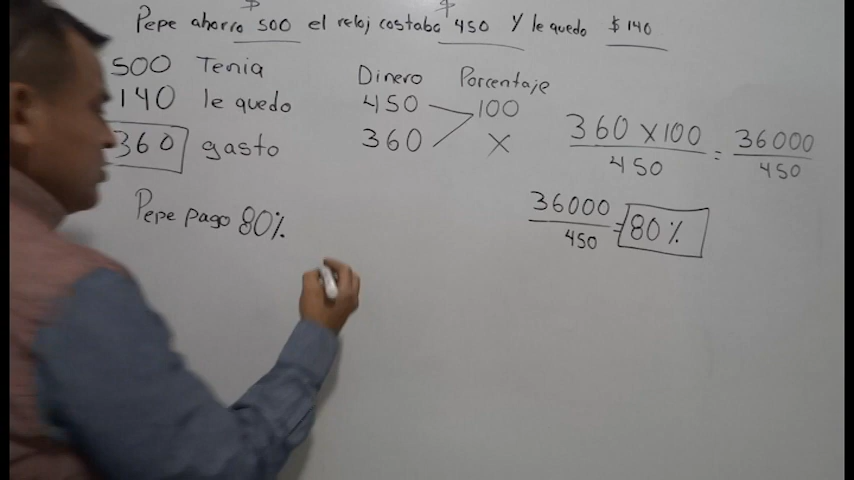 Pepe ahorro $ 500 el reloj costaba $ 450 Y le quedo $ 140
500 Tenia
140 le quedo
360 gasto
Dinero Porcentaje
450 100
360 X
360 X 100 / 450 = 36000 / 450
36000 / 450 = 80 %
Pepe pago 80%